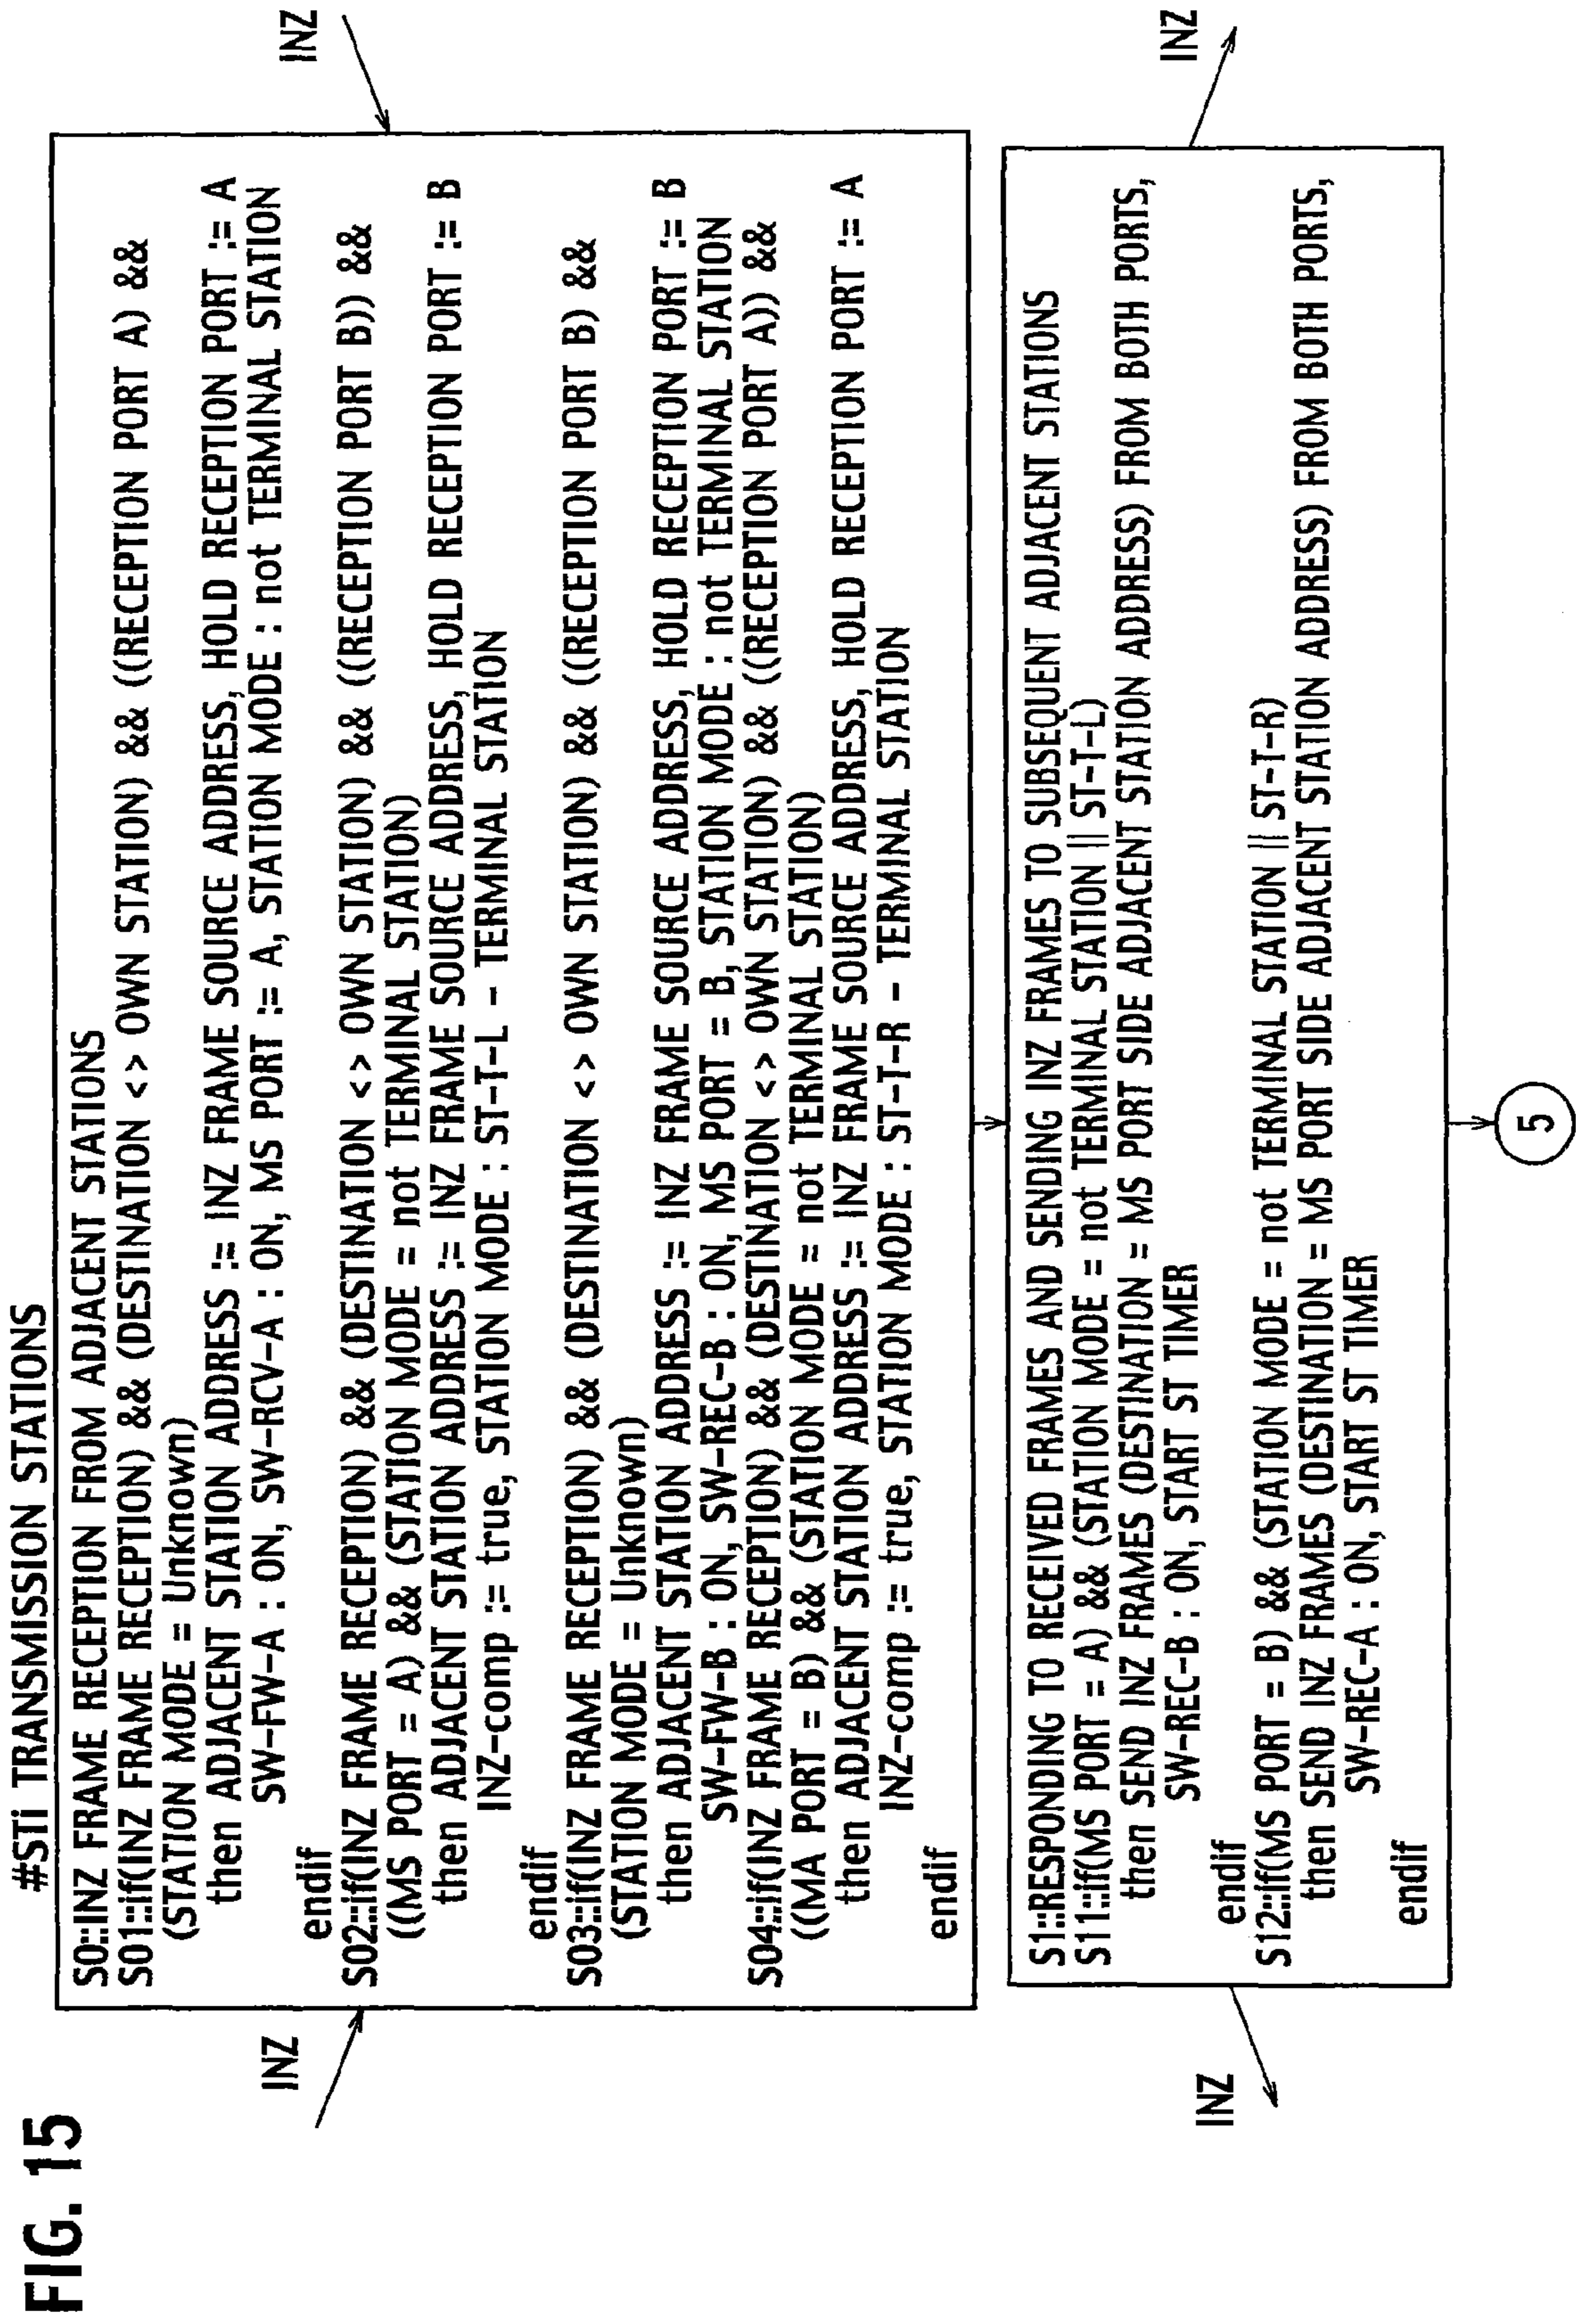 FIG. 15
#STi TRANSMISSION STATIONS
INZ
INZ
S0::INZ FRAME RECEPTION FROM ADJACENT STATIONS
S01:::if(INZ FRAME RECEPTION) && (DESTINATION <> OWN STATION) && ((RECEPTION PORT A) &&
(STATION MODE = Unknown)
then ADJACENT STATION ADDRESS := INZ FRAME SOURCE ADDRESS, HOLD RECEPTION PORT := A
SW-FW-A : ON, SW-RCV-A : ON, MS PORT := A, STATION MODE : not TERMINAL STATION
endif
S02:::if(INZ FRAME RECEPTION) && (DESTINATION <> OWN STATION) && ((RECEPTION PORT B)) &&
((MS PORT = A) && (STATION MODE = not TERMINAL STATION)
then ADJACENT STATION ADDRESS := INZ FRAME SOURCE ADDRESS, HOLD RECEPTION PORT := B
INZ-comp := true, STATION MODE : ST-T-L - TERMINAL STATION
endif
S03:::if(INZ FRAME RECEPTION) && (DESTINATION <> OWN STATION) && ((RECEPTION PORT B) &&
(STATION MODE = Unknown)
then ADJACENT STATION ADDRESS := INZ FRAME SOURCE ADDRESS, HOLD RECEPTION PORT := B
SW-FW-B : ON, SW-REC-B : ON, MS PORT = B, STATION MODE : not TERMINAL STATION
S04:::if(INZ FRAME RECEPTION) && (DESTINATION <> OWN STATION) && ((RECEPTION PORT A)) &&
((MA PORT = B) && (STATION MODE = not TERMINAL STATION)
then ADJACENT STATION ADDRESS := INZ FRAME SOURCE ADDRESS, HOLD RECEPTION PORT := A
INZ-comp := true, STATION MODE : ST-T-R - TERMINAL STATION
endif
S1::RESPONDING TO RECEIVED FRAMES AND SENDING INZ FRAMES TO SUBSEQUENT ADJACENT STATIONS
S11:::if(MS PORT = A) && (STATION MODE = not TERMINAL STATION || ST-T-L)
then SEND INZ FRAMES (DESTINATION = MS PORT SIDE ADJACENT STATION ADDRESS) FROM BOTH PORTS,
SW-REC-B : ON, START ST TIMER
endif
S12:::if(MS PORT = B) && (STATION MODE = not TERMINAL STATION || ST-T-R)
then SEND INZ FRAMES (DESTINATION = MS PORT SIDE ADJACENT STATION ADDRESS) FROM BOTH PORTS,
SW-REC-A : ON, START ST TIMER
endif
INZ
INZ
5